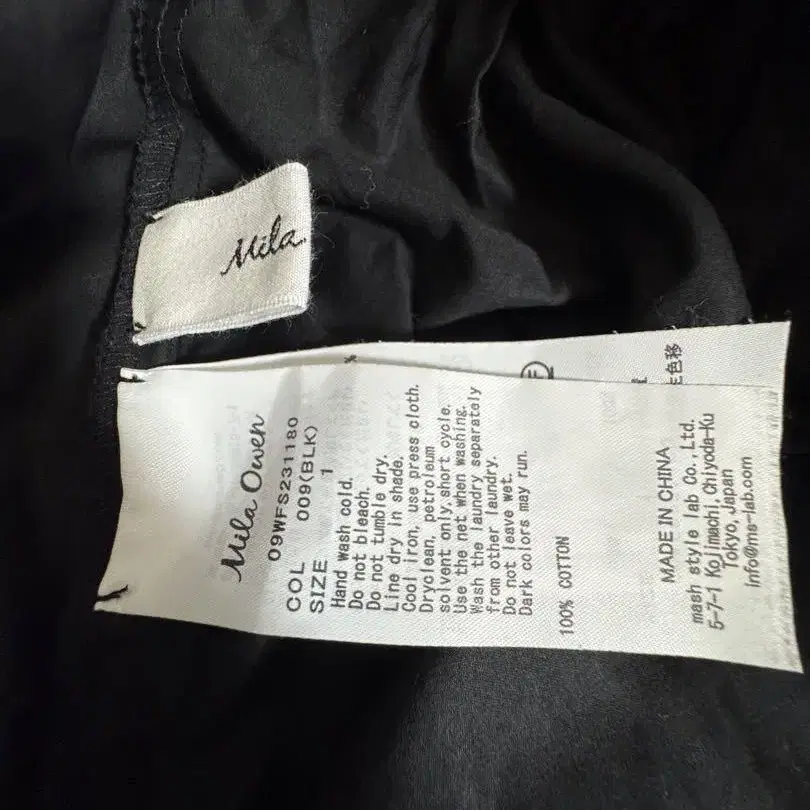 Mila
Mila Owen
09WFS231180
COL 009(BLK)
SIZE 1
Hand wash cold.
Do not bleach.
Do not tumble dry.
Line dry in shade.
Cool iron, use press cloth.
Dryclean, petroleum
solvent only, short cycle.
Use the net when washing.
Wash the laundry separately
from other laundry.
Do not leave wet.
Dark colors may run.
100% COTTON
MADE IN CHINA
mash style lab Co., Ltd.
5-7-1 Kojimachi, Chiyoda-Ku
Tokyo, Japan
info@ms-lab.com
色移